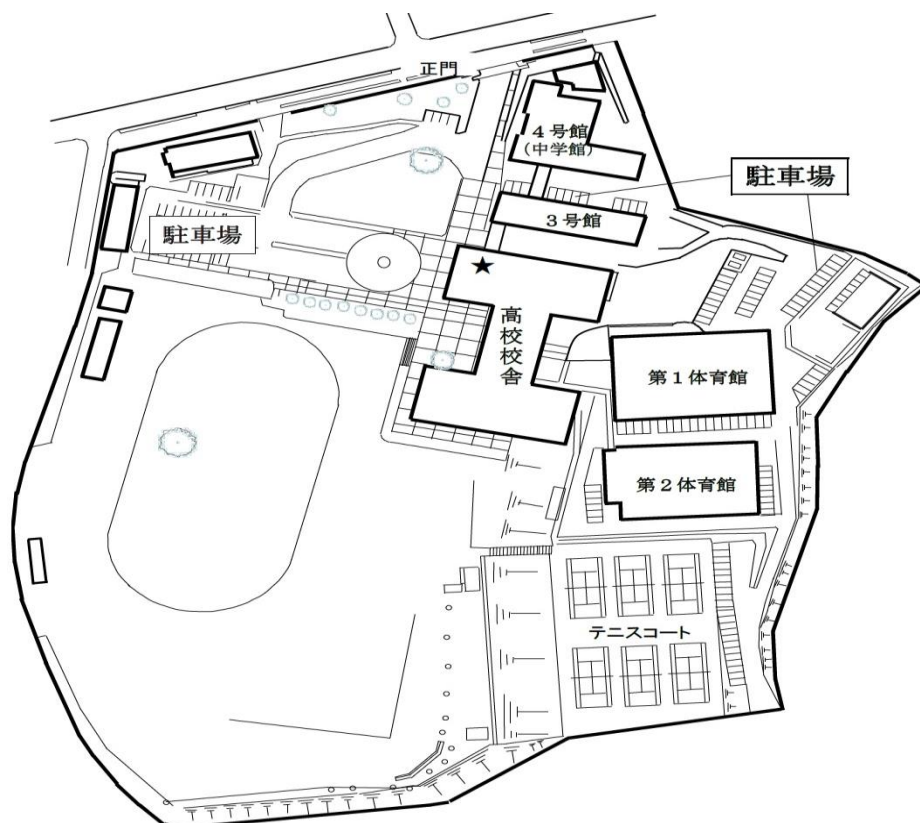 正門
4号館
(中学館)
駐車場
3号館
駐車場
★
高校校舎
第1体育館
第2体育館
テニスコート